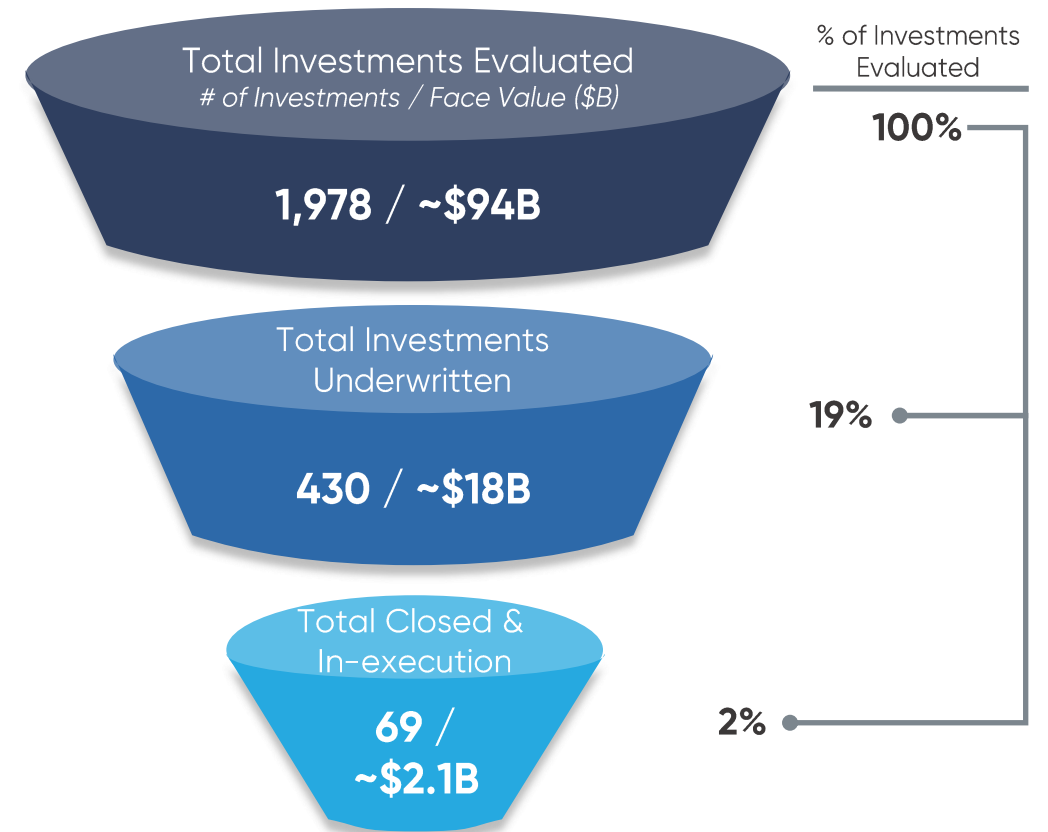 Total Investments Evaluated
# of Investments / Face Value ($B)
1,978 / ~$94B
% of Investments
Evaluated
100%
Total Investments
Underwritten
430 / ~$18B
19%
Total Closed &
In-execution
69 /
~$2.1B
2%